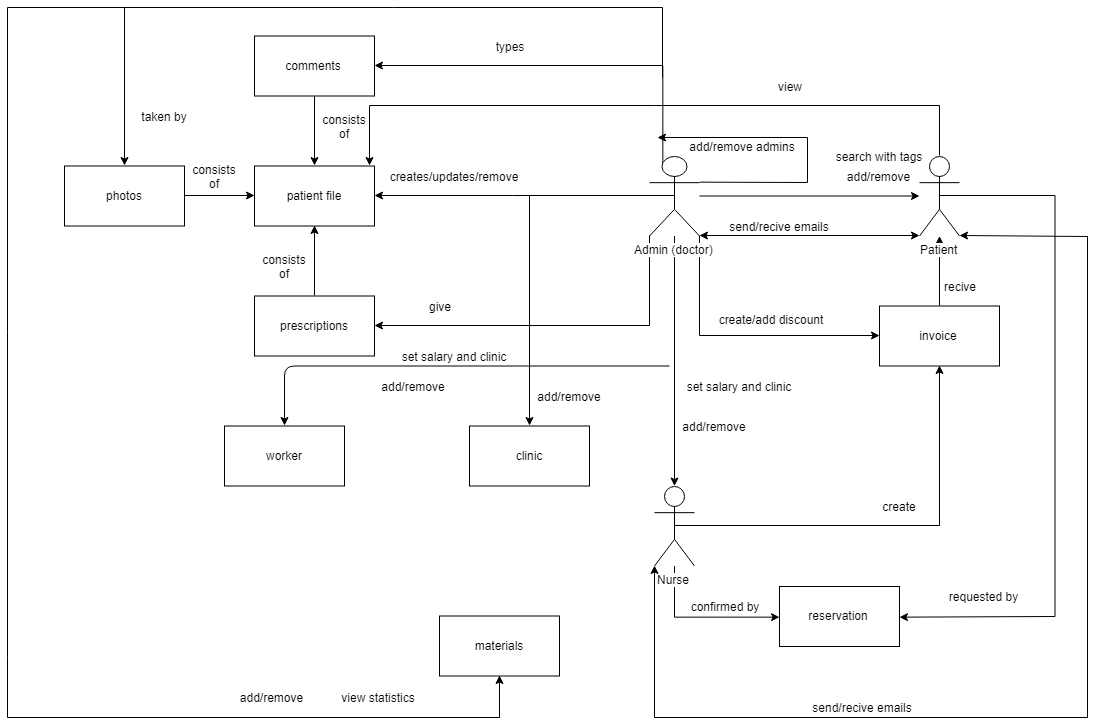 types
comments
view
taken by
consists
of
add/remove admins
search with tags
add/remove
consists
of
creates/updates/remove
photos
patient file
send/recive emails
Admin (doctor)
Patient
consists
of
recive
give
prescriptions
create/add discount
invoice
set salary and clinic
add/remove
set salary and clinic
add/remove
add/remove
worker
clinic
create
Nurse
confirmed by
requested by
reservation
materials
add/remove
view statistics
send/recive emails